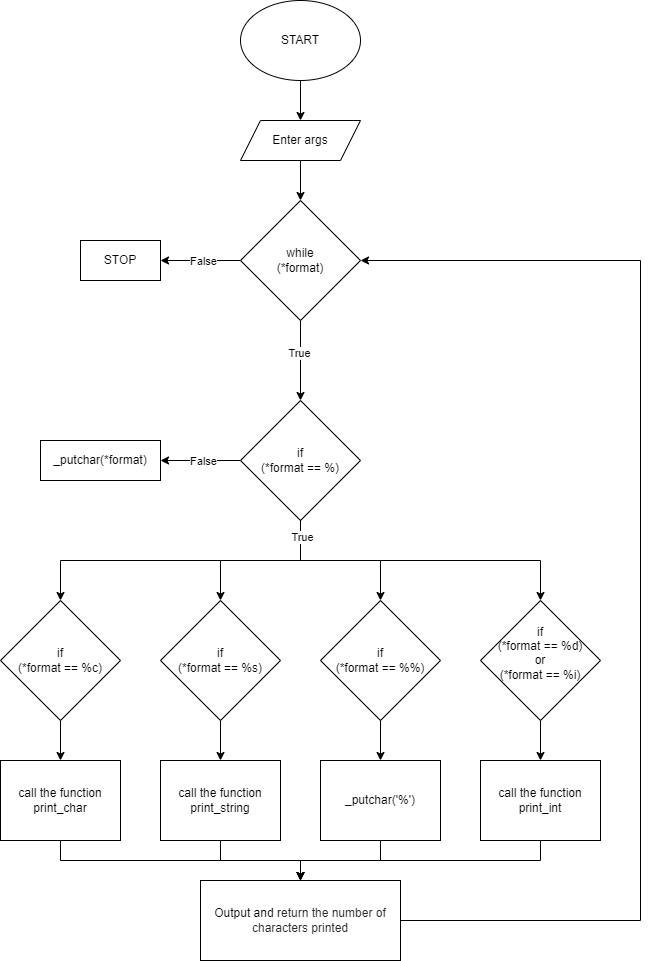 START
Enter args
while
(*format)
False
STOP
True
if
(*format == %)
False
_putchar(*format)
True
if
(*format == %c)
if
(*format == %s)
if
(*format == %%)
if
(*format == %d)
or
(*format == %i)
call the function
print_char
call the function
print_string
_putchar('%')
call the function
print_int
Output and return the number of
characters printed